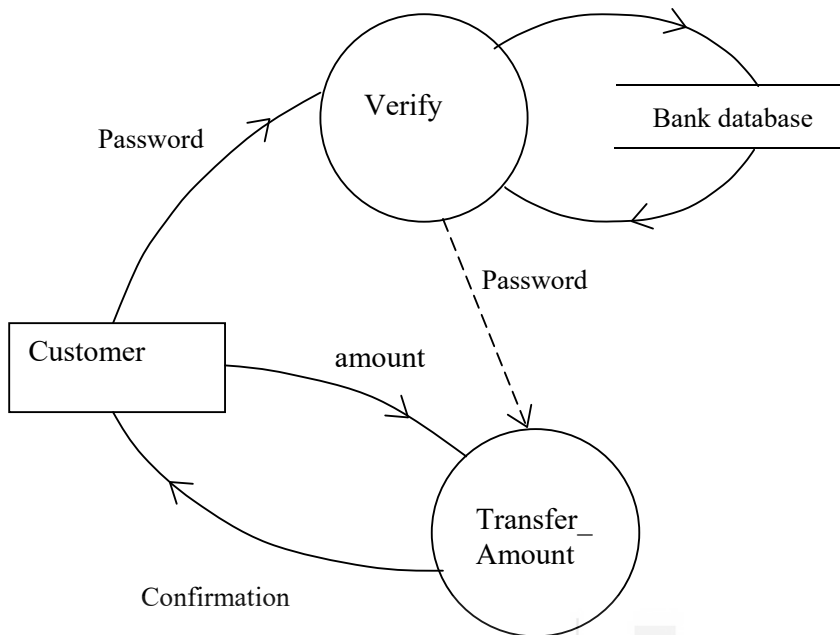 Verify
Bank database
Password
Password
Customer
amount
Transfer_
Amount
Confirmation